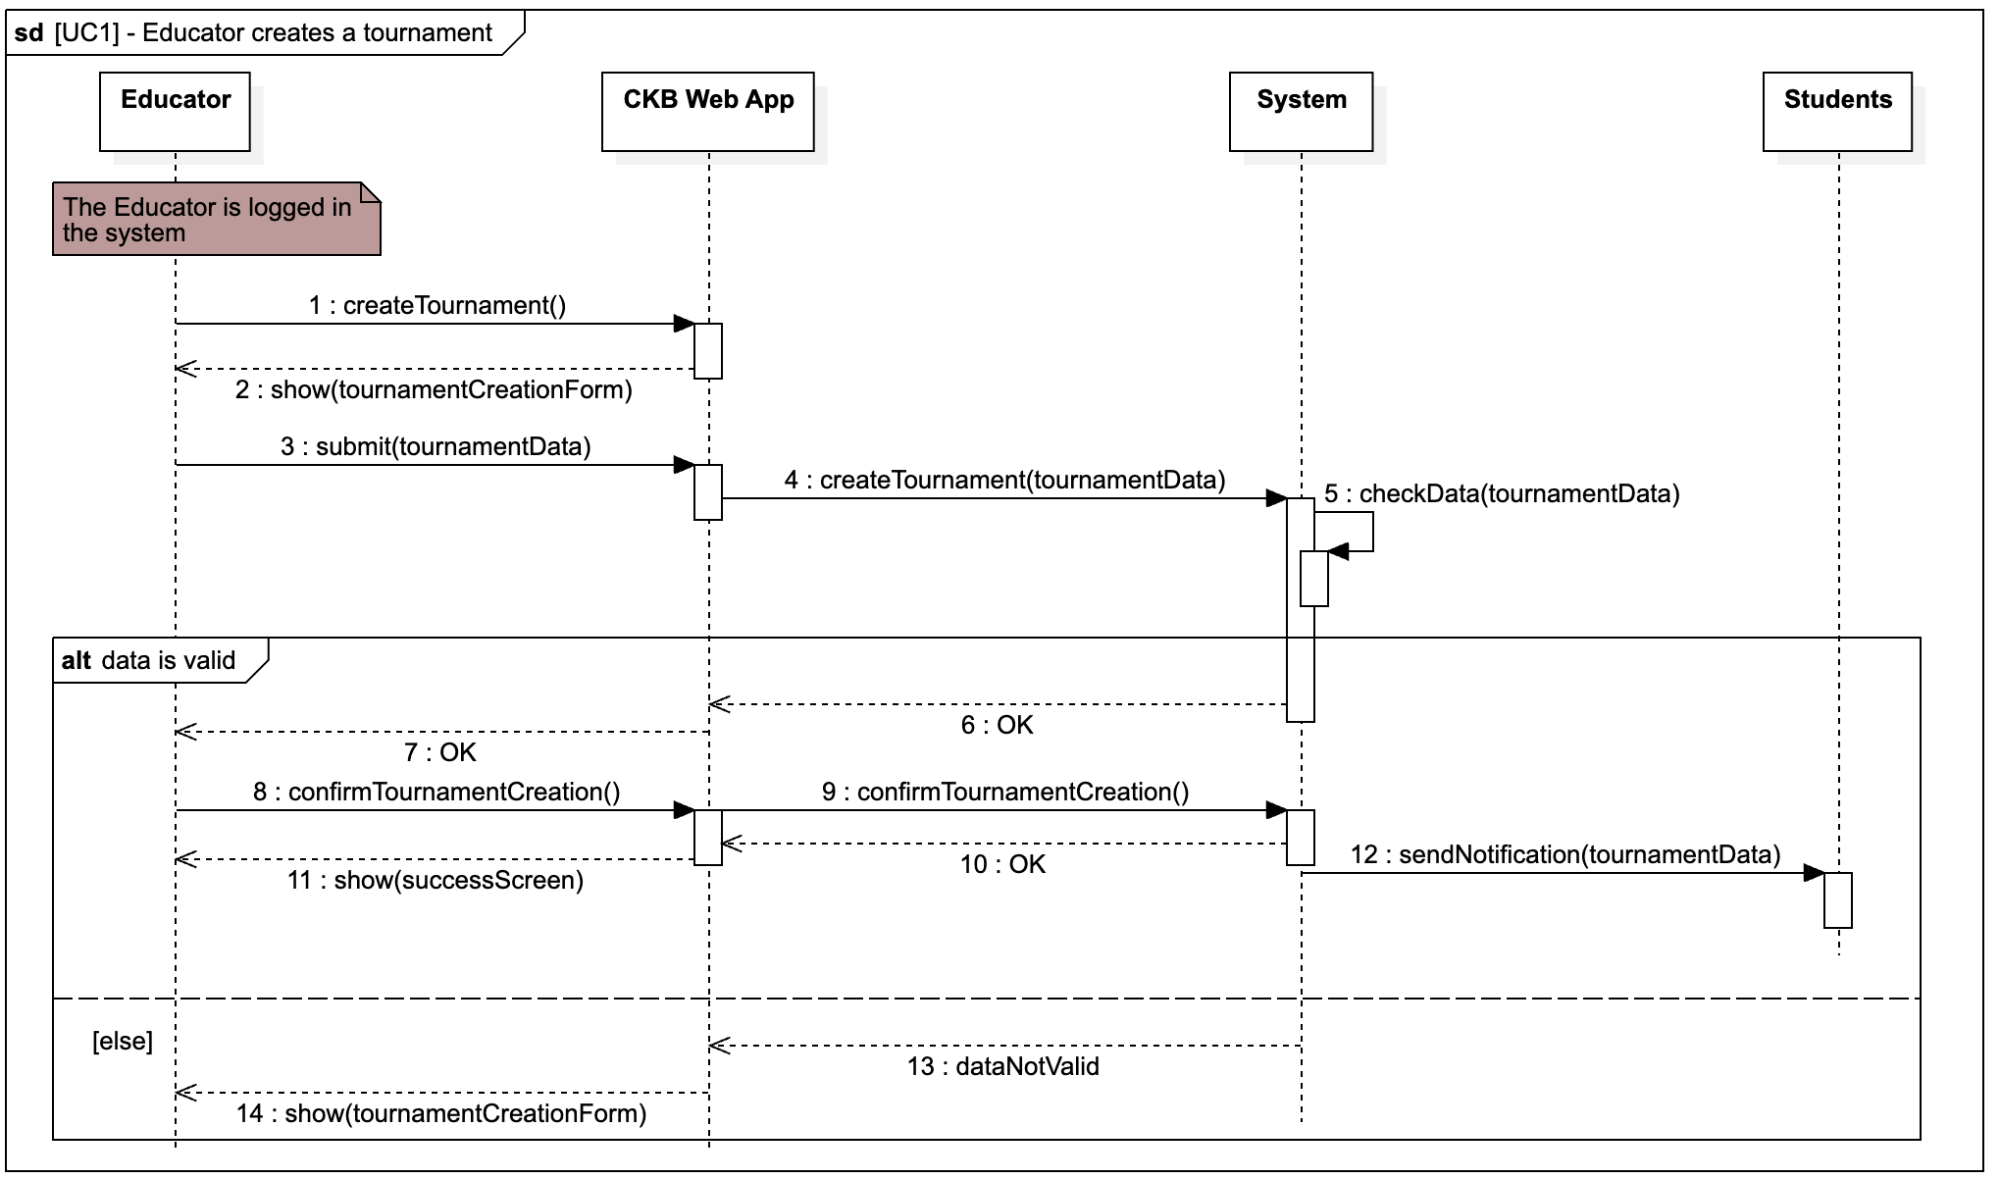 sd [UC1] - Educator creates a tournament
Educator
CKB Web App
System
Students
The Educator is logged in
the system
1 : createTournament()
2 : show(tournamentCreationForm)
3 : submit(tournamentData)
4 : createTournament(tournamentData)
5 : checkData(tournamentData)
alt data is valid
6 : OK
7 : OK
8 : confirmTournamentCreation()
9 : confirmTournamentCreation()
10 : OK
11 : show(successScreen)
12 : sendNotification(tournamentData)
[else]
13 : dataNotValid
14 : show(tournamentCreationForm)